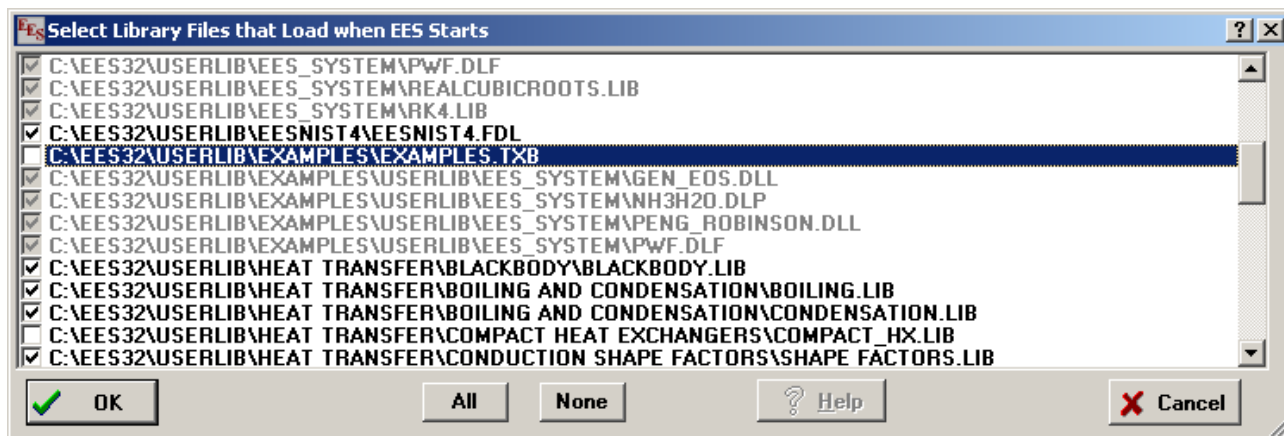 EES Select Library Files that Load when EES Starts
C:\EES32\USERLIB\EES_SYSTEM\PWF.DLF
C:\EES32\USERLIB\EES_SYSTEM\REALCUBICROOTS.LIB
C:\EES32\USERLIB\EES_SYSTEM\RK4.LIB
C:\EES32\USERLIB\EESNIST4\EESNIST4.FDL
C:\EES32\USERLIB\EXAMPLES\EXAMPLES.TXB
C:\EES32\USERLIB\EXAMPLES\USERLIB\EES_SYSTEM\GEN_EOS.DLL
C:\EES32\USERLIB\EXAMPLES\USERLIB\EES_SYSTEM\NH3H2O.DLP
C:\EES32\USERLIB\EXAMPLES\USERLIB\EES_SYSTEM\PENG_ROBINSON.DLL
C:\EES32\USERLIB\EXAMPLES\USERLIB\EES_SYSTEM\PWF.DLF
C:\EES32\USERLIB\HEAT TRANSFER\BLACKBODY\BLACKBODY.LIB
C:\EES32\USERLIB\HEAT TRANSFER\BOILING AND CONDENSATION\BOILING.LIB
C:\EES32\USERLIB\HEAT TRANSFER\BOILING AND CONDENSATION\CONDENSATION.LIB
C:\EES32\USERLIB\HEAT TRANSFER\COMPACT HEAT EXCHANGERS\COMPACT_HX.LIB
C:\EES32\USERLIB\HEAT TRANSFER\CONDUCTION SHAPE FACTORS\SHAPE FACTORS.LIB
OK All None ? Help Cancel